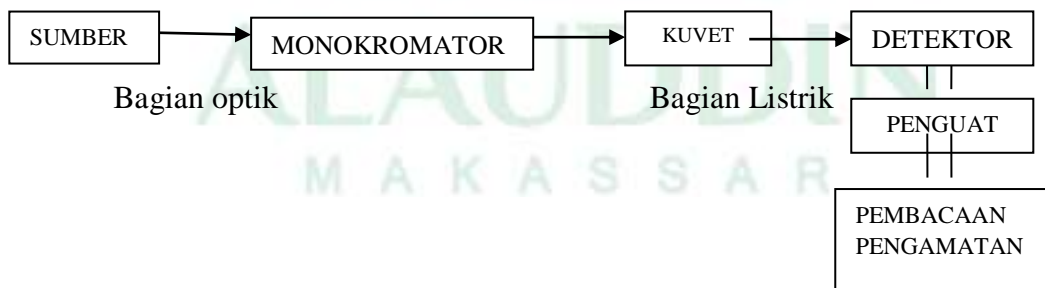 SUMBER
MONOKROMATOR
KUVET
DETEKTOR
Bagian optik
Bagian Listrik
PENGUAT
PEMBACAAN
PENGAMATAN
ALAUDDIN
MAKASSAR